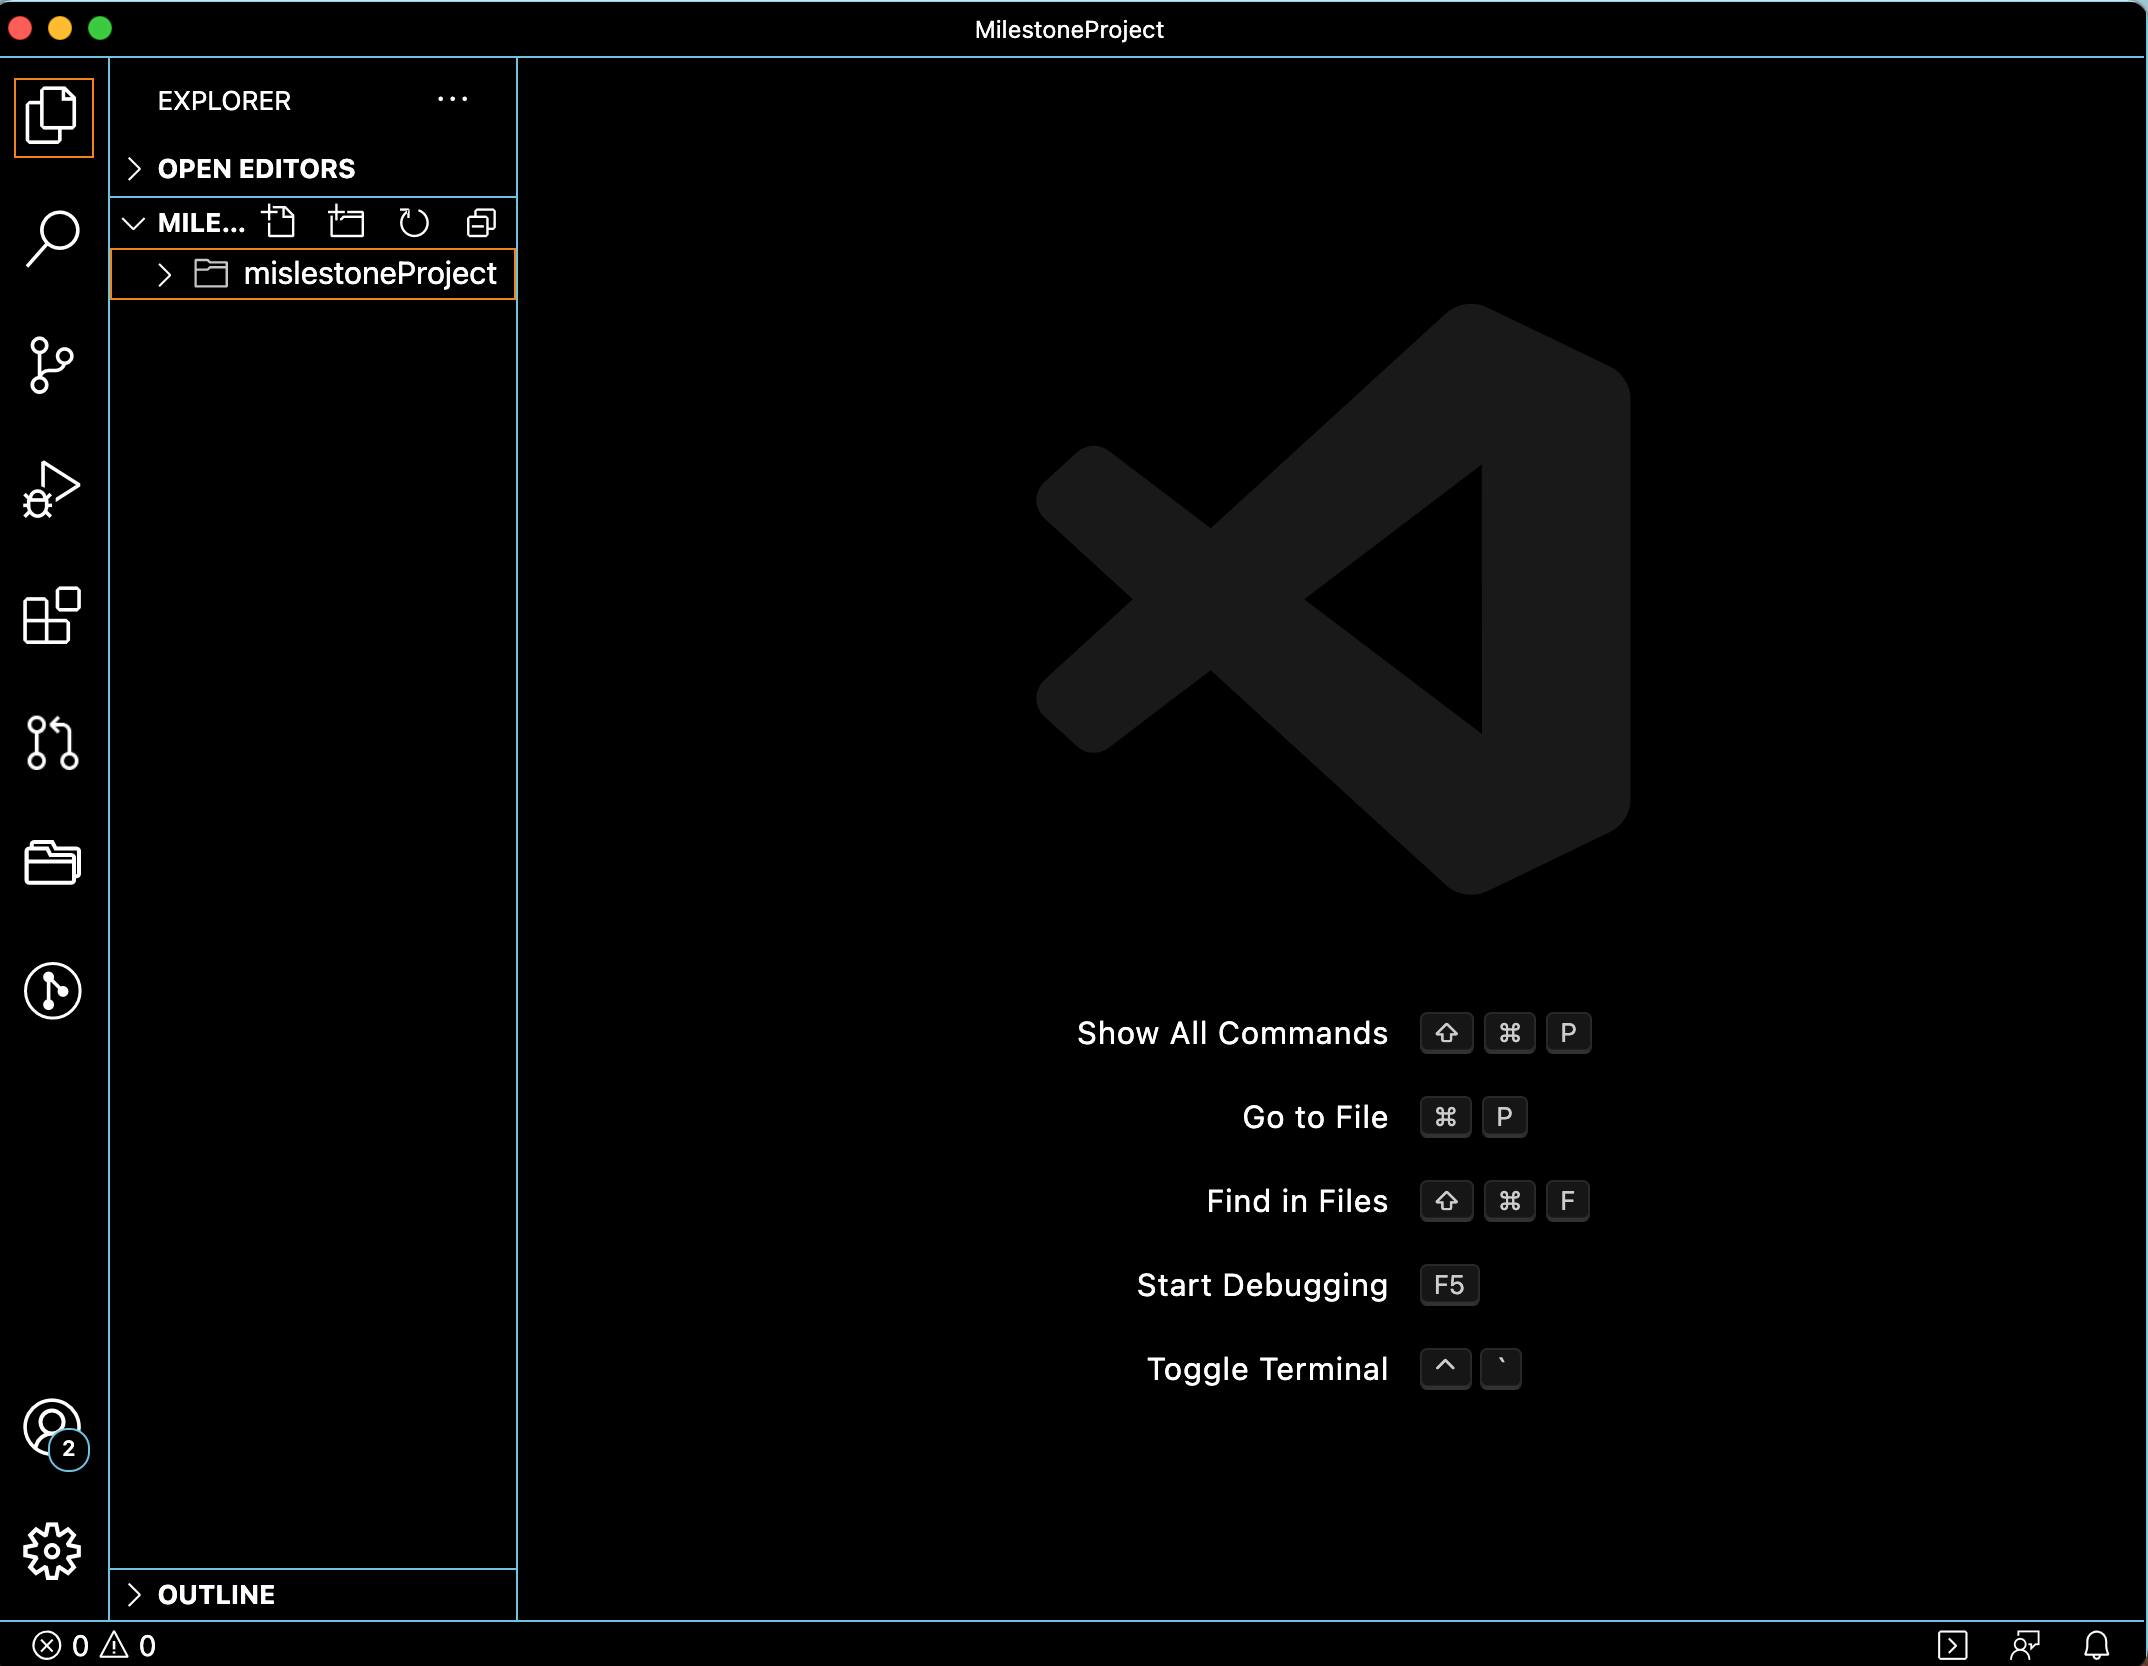 MilestoneProject
EXPLORER ···
OPEN EDITORS
MILE...
mislestoneProject
Show All Commands ⇧ ⌘ P
Go to File ⌘ P
Find in Files ⇧ ⌘ F
Start Debugging F5
Toggle Terminal ^ `
2
OUTLINE
0 0